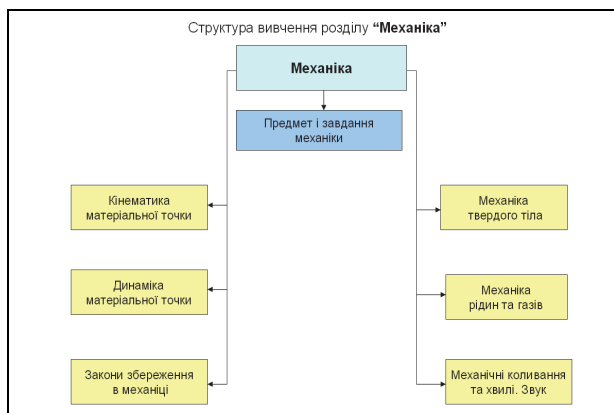 Структура вивчення розділу “Механіка”
Механіка
Предмет і завдання
механіки
Кінематика
матеріальної точки
Динаміка
матеріальної точки
Закони збереження
в механіці
Механіка
твердого тіла
Механіка
рідин та газів
Механічні коливання
та хвилі. Звук